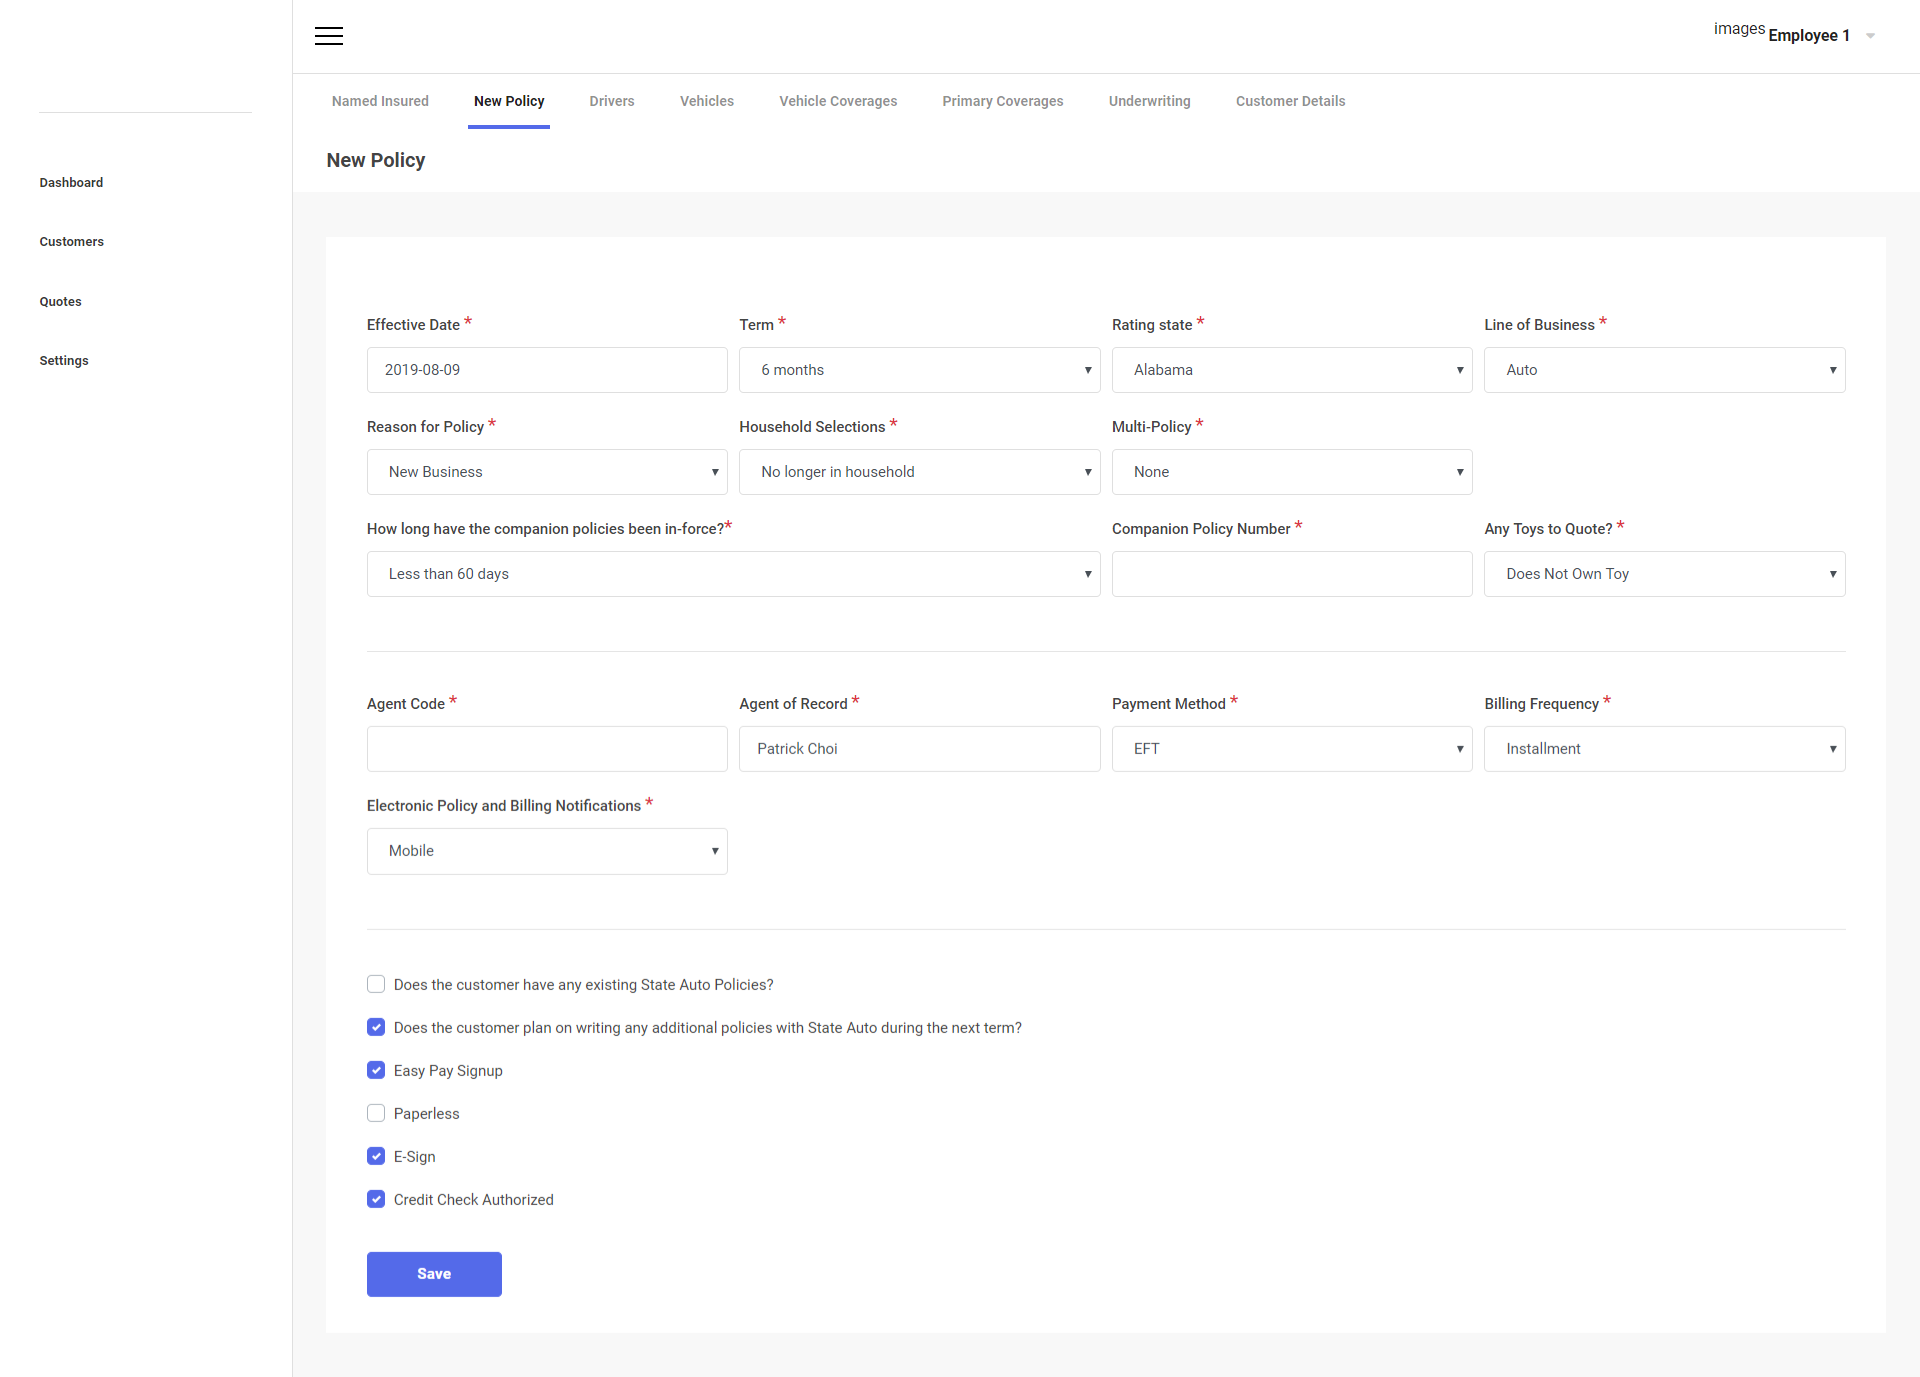 images Employee 1
Named Insured New Policy Drivers Vehicles Vehicle Coverages Primary Coverages Underwriting Customer Details
New Policy
Dashboard
Customers
Quotes
Settings
Effective Date * Term * Rating state * Line of Business *
2019-08-09 6 months Alabama Auto
Reason for Policy * Household Selections * Multi-Policy *
New Business No longer in household None
How long have the companion policies been in-force?* Companion Policy Number * Any Toys to Quote? *
Less than 60 days Does Not Own Toy
Agent Code * Agent of Record * Payment Method * Billing Frequency *
Patrick Choi EFT Installment
Electronic Policy and Billing Notifications *
Mobile
Does the customer have any existing State Auto Policies?
Does the customer plan on writing any additional policies with State Auto during the next term?
Easy Pay Signup
Paperless
E-Sign
Credit Check Authorized
Save